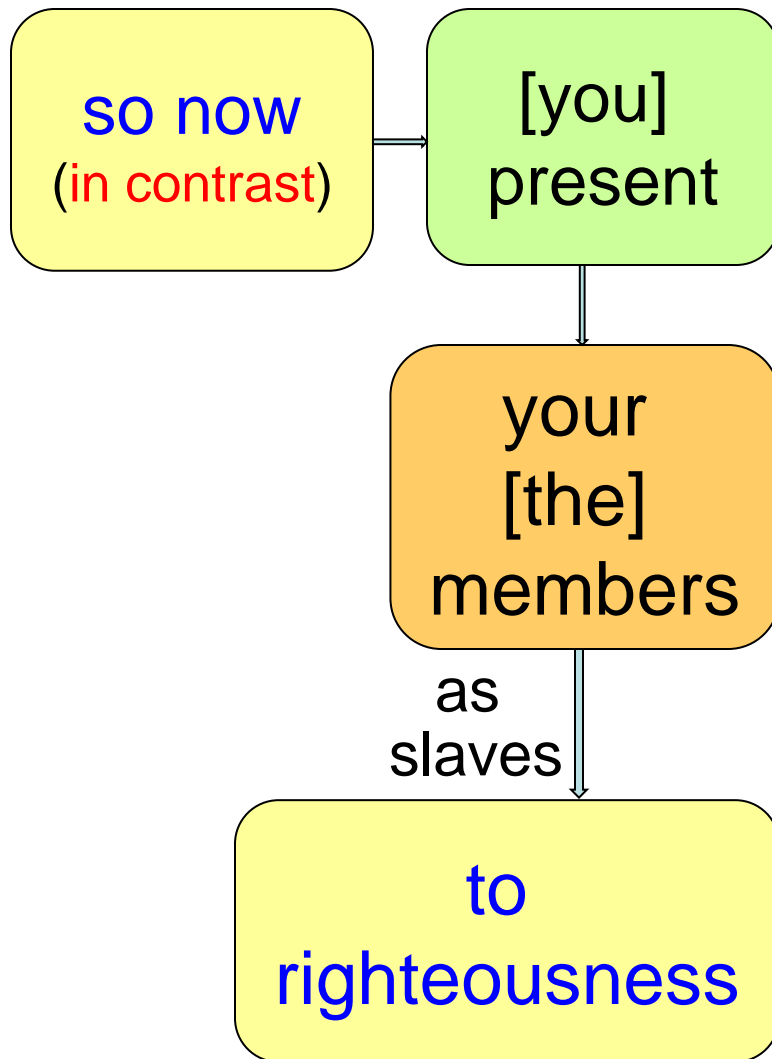 so now
(in contrast)
[you]
present
your
[the]
members
as
slaves
to
righteousness